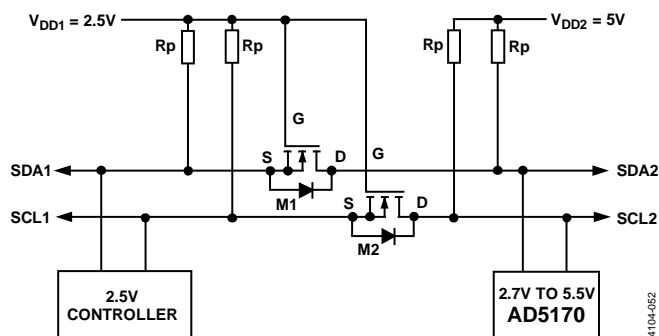 VDD1 = 2.5V
VDD2 = 5V
Rp
Rp
Rp
Rp
G
S
D
G
SDA1
SDA2
M1
S
D
SCL1
SCL2
M2
2.5V
CONTROLLER
2.7V TO 5.5V
AD5170
04104-052